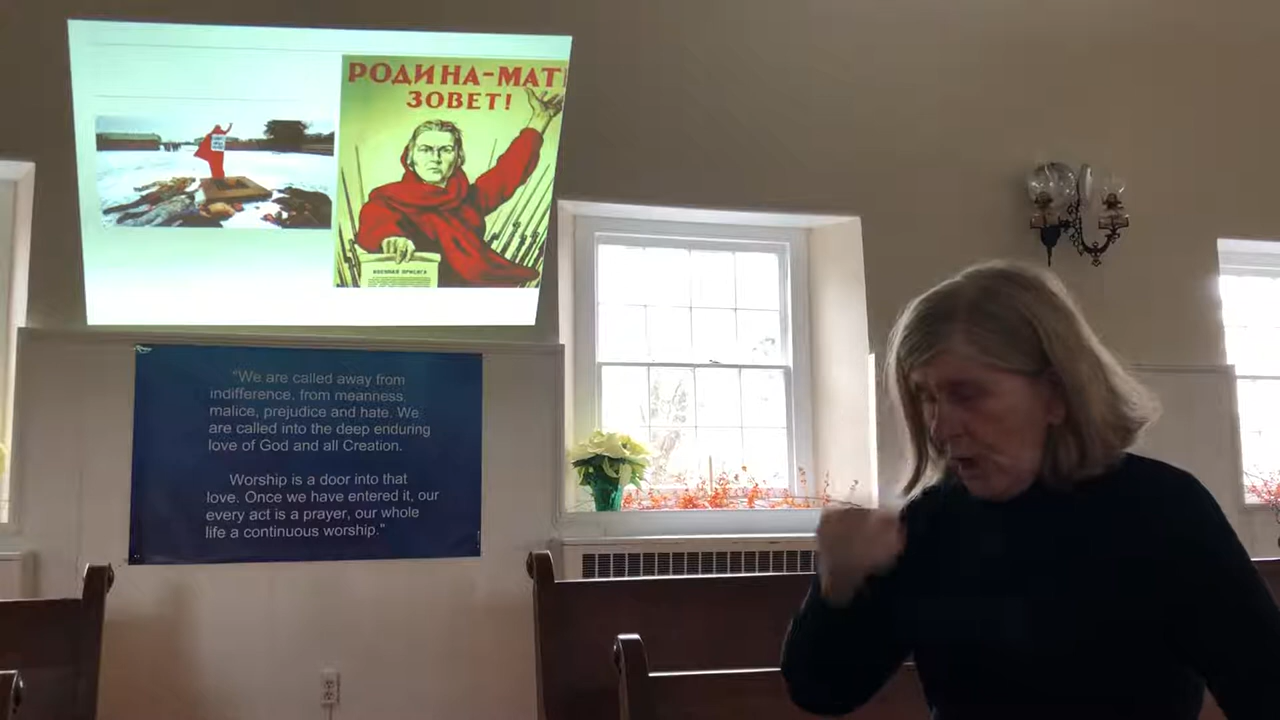 РОДИНА-МАТ
ЗОВЕТ!
ВОЕННАЯ ПРИСЯГА
"We are called away from
indifference, from meanness,
malice, prejudice and hate. We
are called into the deep enduring
love of God and all Creation.
Worship is a door into that
love. Once we have entered it, our
every act is a prayer, our whole
life a continuous worship."